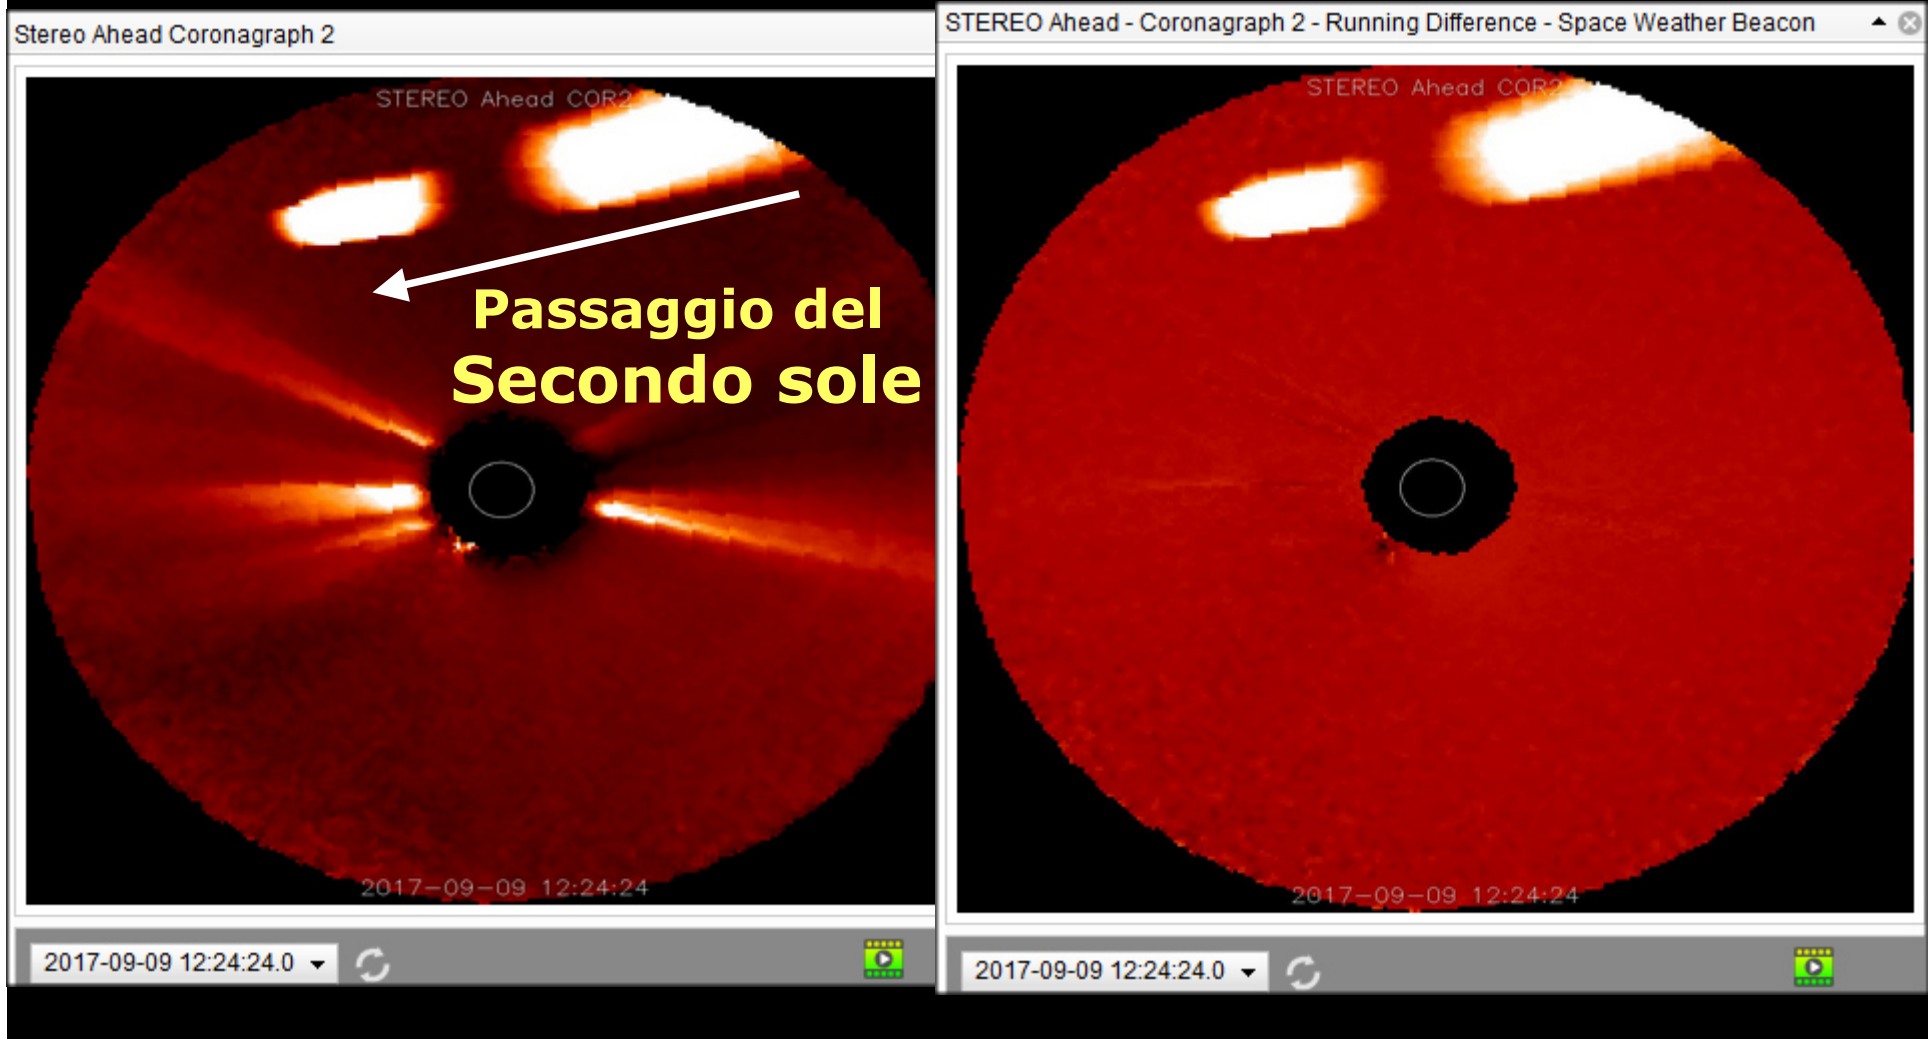 Stereo Ahead Coronagraph 2
STEREO Ahead COR2
Passaggio del
Secondo sole
2017-09-09 12:24:24
2017-09-09 12:24:24.0
STEREO Ahead - Coronagraph 2 - Running Difference - Space Weather Beacon
STEREO Ahead COR2
2017-09-09 12:24:24
2017-09-09 12:24:24.0